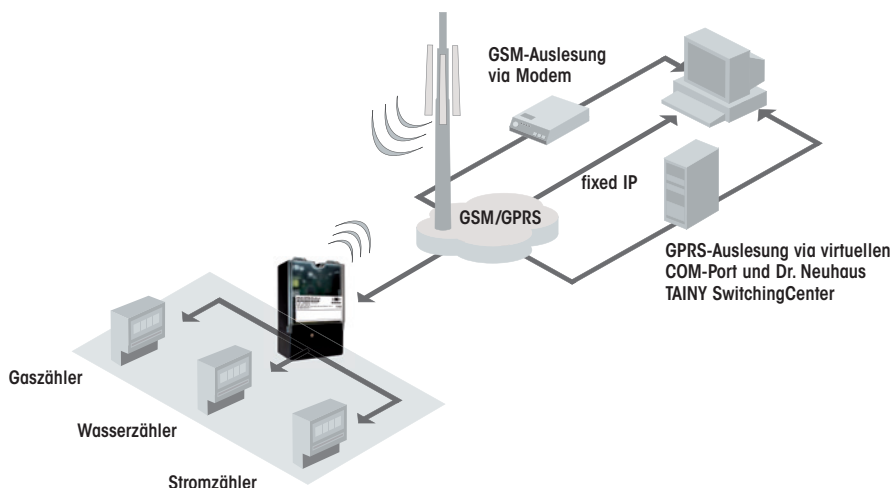 GSM-Auslesung
via Modem
fixed IP
GSM/GPRS
GPRS-Auslesung via virtuellen
COM-Port und Dr. Neuhaus
TAINY SwitchingCenter
Gaszähler
Wasserzähler
Stromzähler